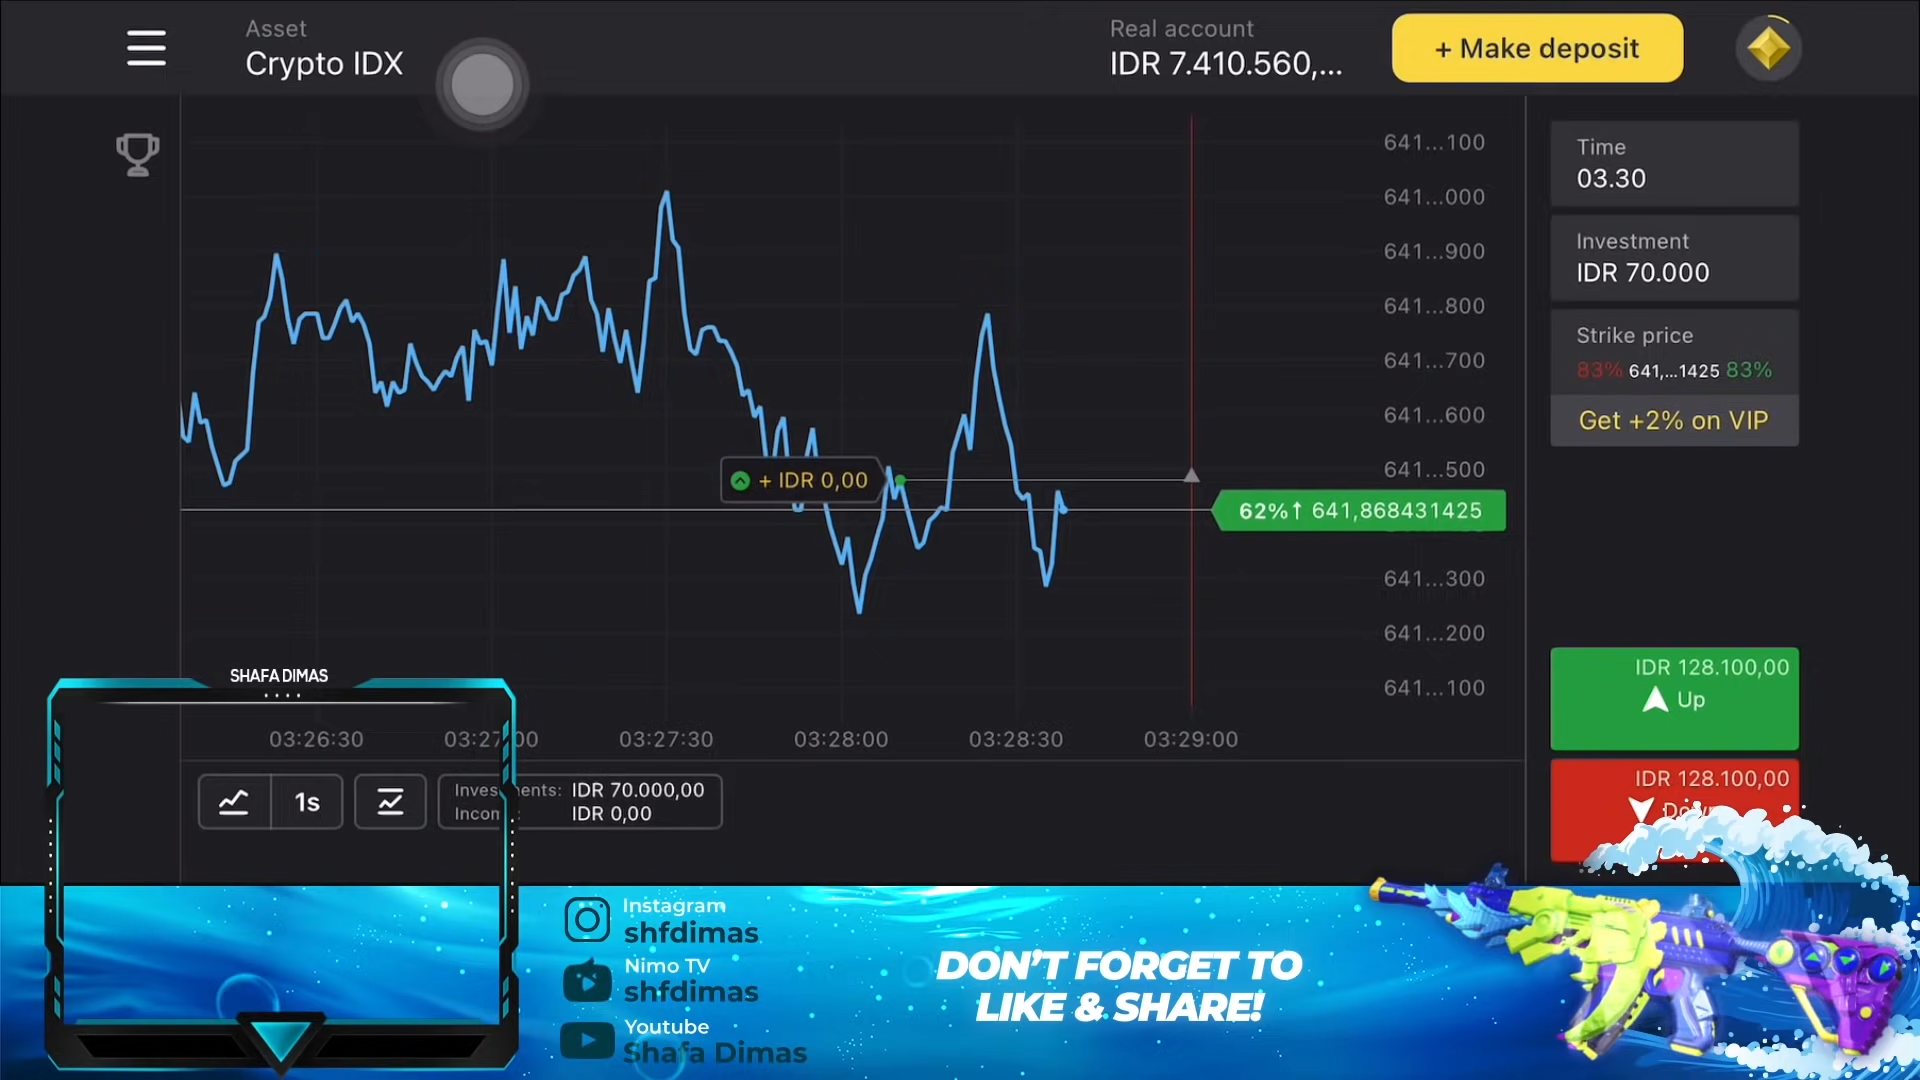 Asset
Crypto IDX
Real account
IDR 7.410.560,...
+ Make deposit
641...100
641...000
641...900
641...800
641...700
641...600
641...500
641...300
641...200
641...100
+ IDR 0,00
62%↑ 641,868431425
Time
03.30
Investment
IDR 70.000
Strike price
83% 641,...1425 83%
Get +2% on VIP
IDR 128.100,00
Up
IDR 128.100,00
03:26:30
03:27:00
03:27:30
03:28:00
03:28:30
03:29:00
1s
IDR 70.000,00
IDR 0,00
SHAFA DIMAS
Instagram
shfdimas
Nimo TV
shfdimas
Youtube
Shafa Dimas
DON'T FORGET TO
LIKE & SHARE!